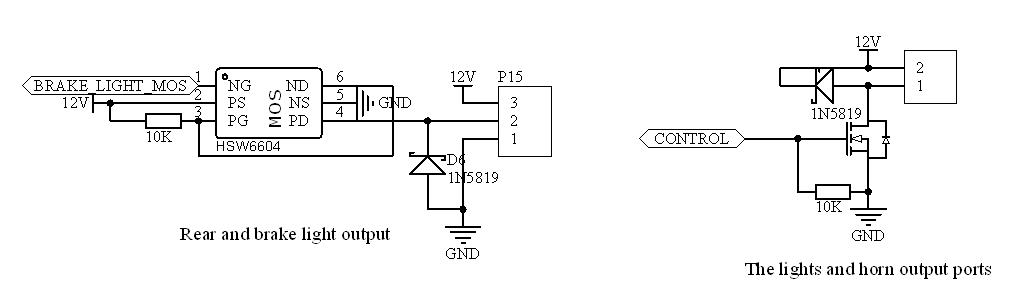 BRAKE_LIGHT_MOS
12V
1
2
3
NG
PS
PG
MOS
ND
NS
PD
6
5
4
GND
10K
HSW6604
12V
P15
3
2
1
D6
1N5819
GND
Rear and brake light output
12V
2
1
1N5819
CONTROL
10K
GND
The lights and horn output ports